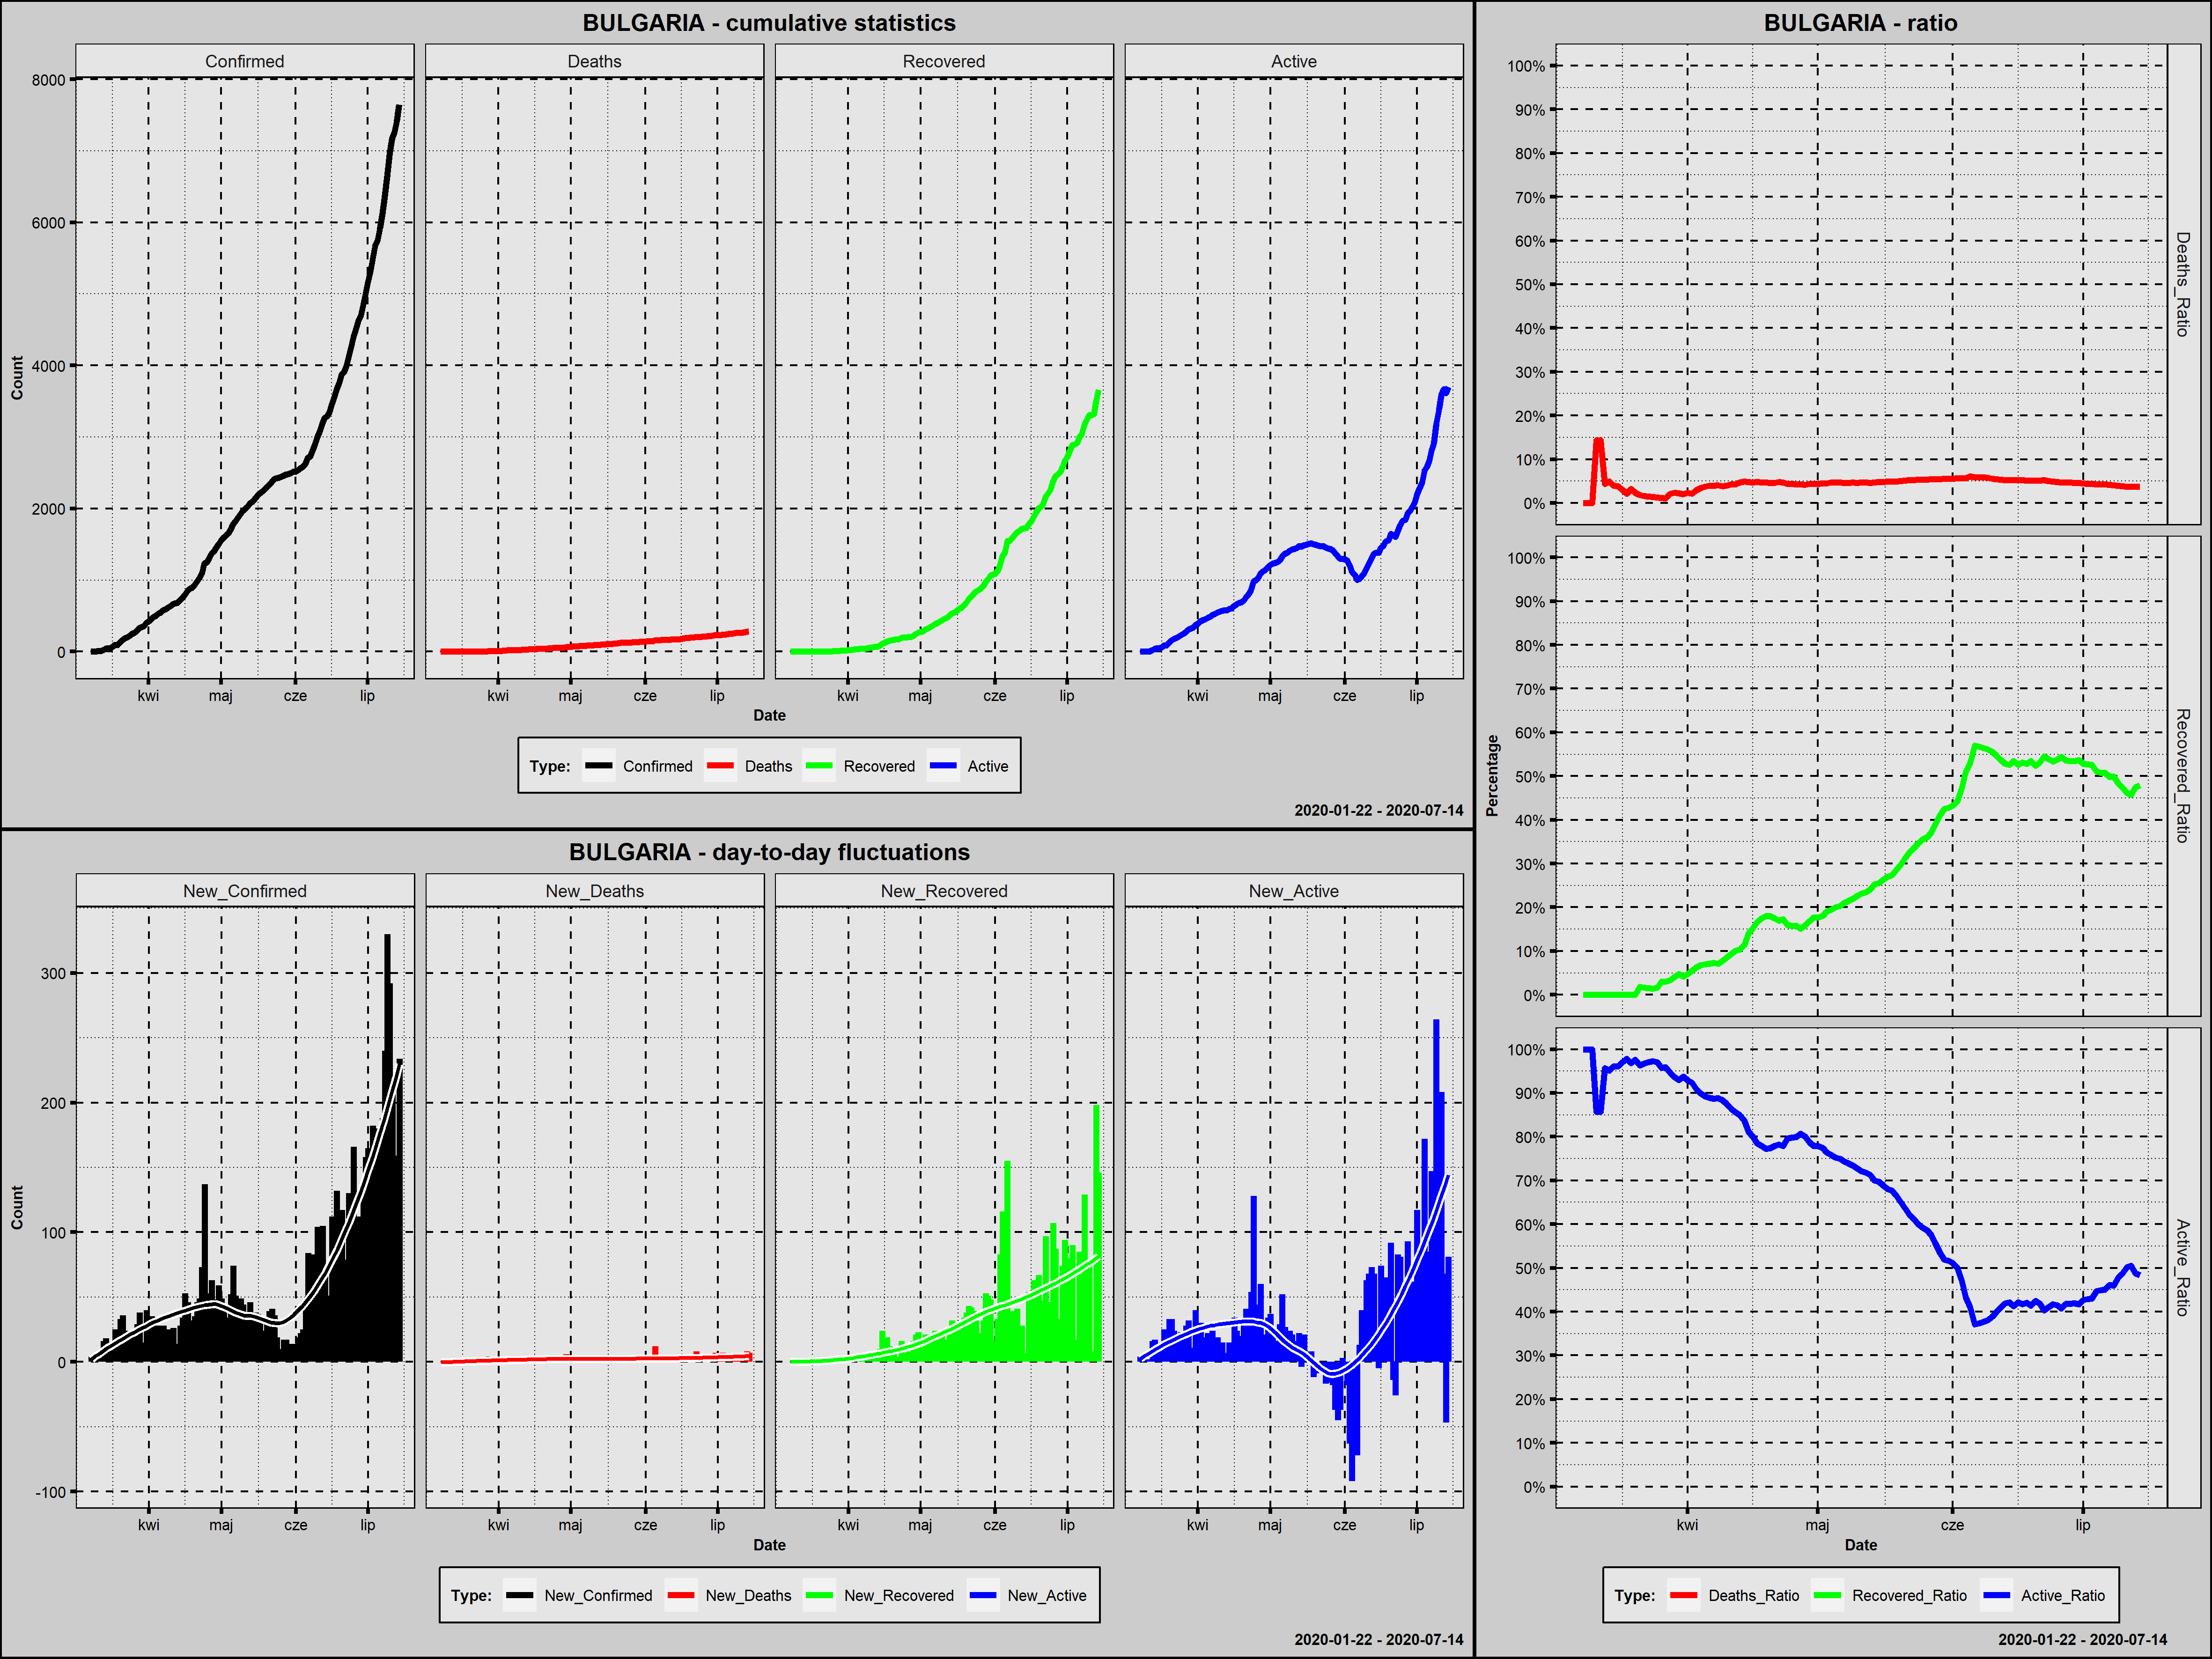 BULGARIA - cumulative statistics
Confirmed Deaths Recovered Active
8000
6000
4000
2000
0
Count
kwi maj cze lip kwi maj cze lip kwi maj cze lip kwi maj cze lip
Date
Type: Confirmed Deaths Recovered Active
2020-01-22 - 2020-07-14
BULGARIA - day-to-day fluctuations
New_Confirmed New_Deaths New_Recovered New_Active
300
200
100
0
-100
Count
kwi maj cze lip kwi maj cze lip kwi maj cze lip kwi maj cze lip
Date
Type: New_Confirmed New_Deaths New_Recovered New_Active
2020-01-22 - 2020-07-14
BULGARIA - ratio
100%
90%
80%
70%
60%
50%
40%
30%
20%
10%
0%
Deaths_Ratio
100%
90%
80%
70%
60%
50%
40%
30%
20%
10%
0%
Recovered_Ratio
100%
90%
80%
70%
60%
50%
40%
30%
20%
10%
0%
Active_Ratio
Percentage
kwi maj cze lip
Date
Type: Deaths_Ratio Recovered_Ratio Active_Ratio
2020-01-22 - 2020-07-14